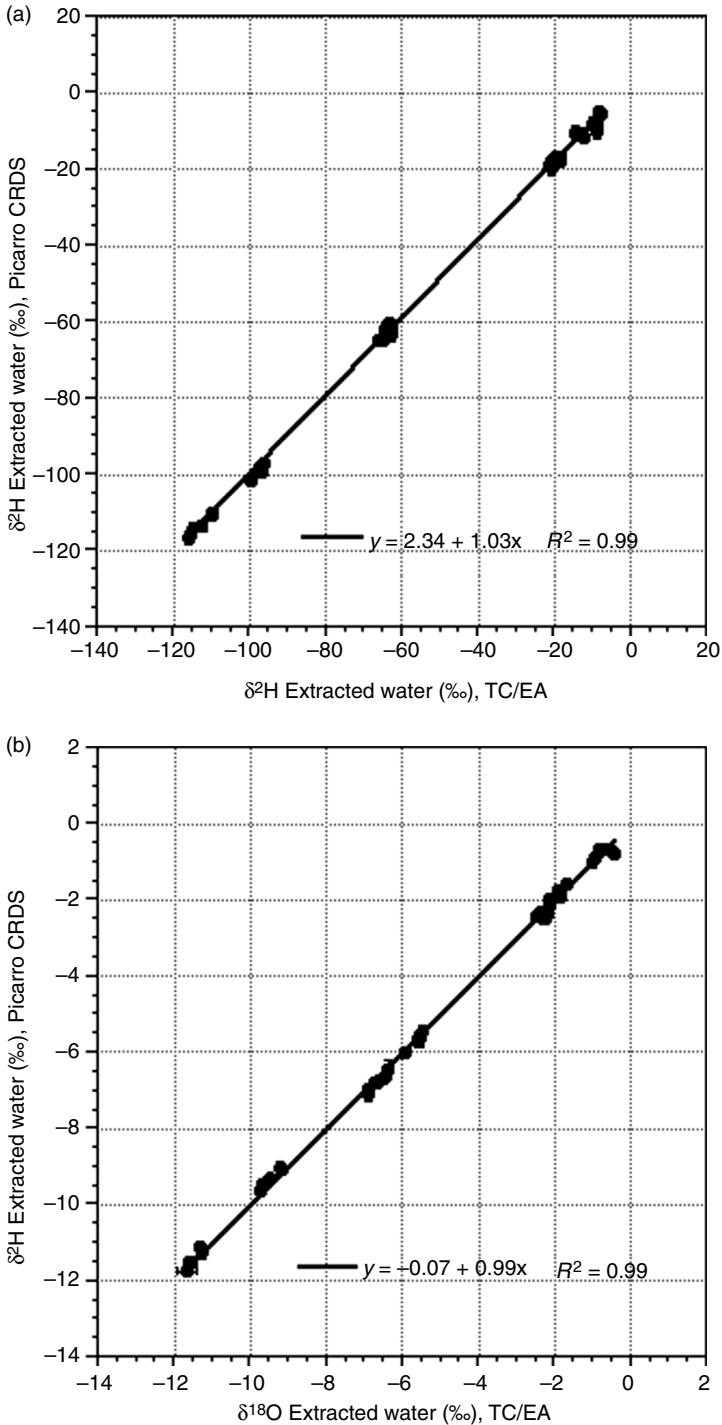 (a)
20
0
−20
−40
−60
−80
−100
−120
−140
δ²H Extracted water (‰), Picarro CRDS
y = 2.34 + 1.03x R² = 0.99
−140 −120 −100 −80 −60 −40 −20 0 20
δ²H Extracted water (‰), TC/EA
(b)
2
0
−2
−4
−6
−8
−10
−12
−14
δ²H Extracted water (‰), Picarro CRDS
y = −0.07 + 0.99x R² = 0.99
−14 −12 −10 −8 −6 −4 −2 0 2
δ¹⁸O Extracted water (‰), TC/EA